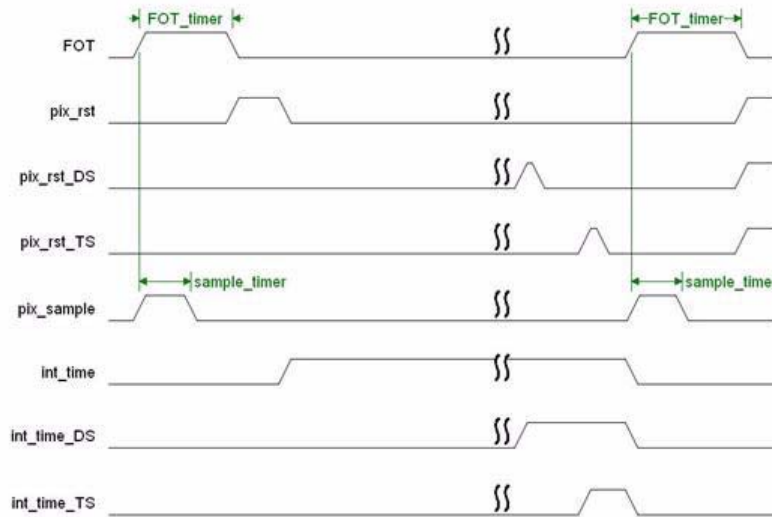 FOT_timer FOT_timer
FOT
pix_rst
pix_rst_DS
pix_rst_TS
sample_timer sample_time
pix_sample
int_time
int_time_DS
int_time_TS